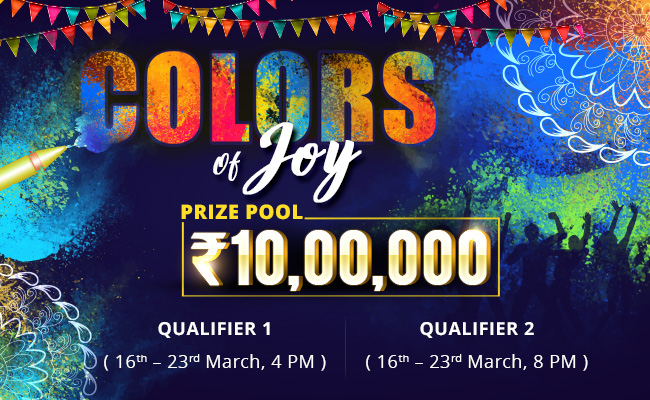 COLORS
Of Joy
PRIZE POOL
₹10,00,000
QUALIFIER 1
( 16th – 23rd March, 4 PM )
QUALIFIER 2
( 16th – 23rd March, 8 PM )